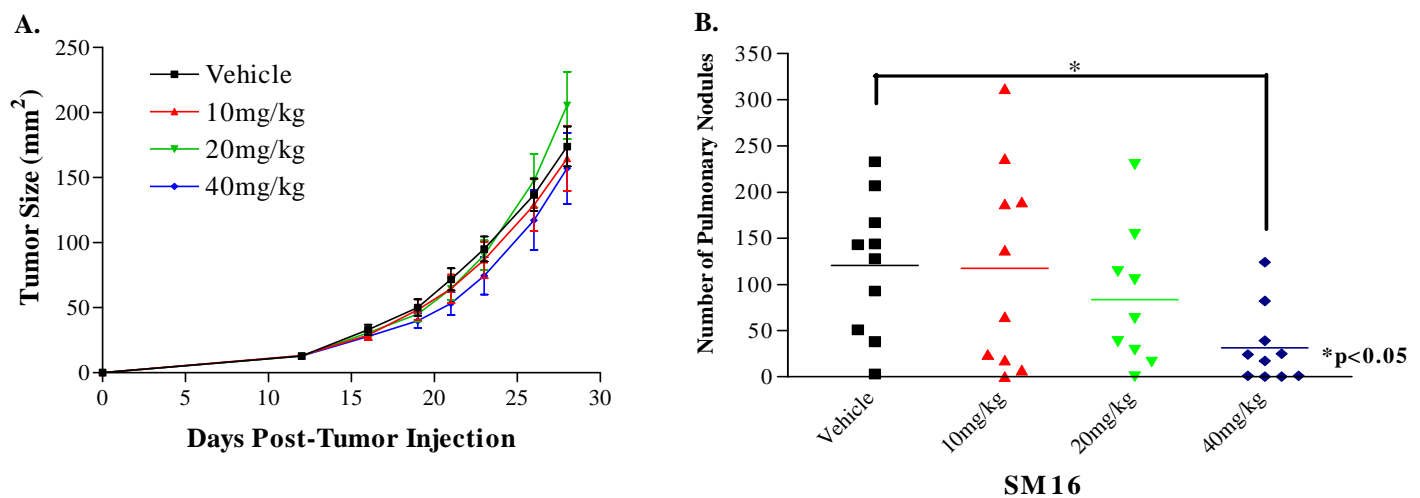 A.
Tumor Size (mm²)
250
200
150
100
50
0
Vehicle
10mg/kg
20mg/kg
40mg/kg
0 5 10 15 20 25 30
Days Post-Tumor Injection
B.
Number of Pulmonary Nodules
350
300
250
200
150
100
50
0
*
*p<0.05
Vehicle
10mg/kg
20mg/kg
40mg/kg
SM16